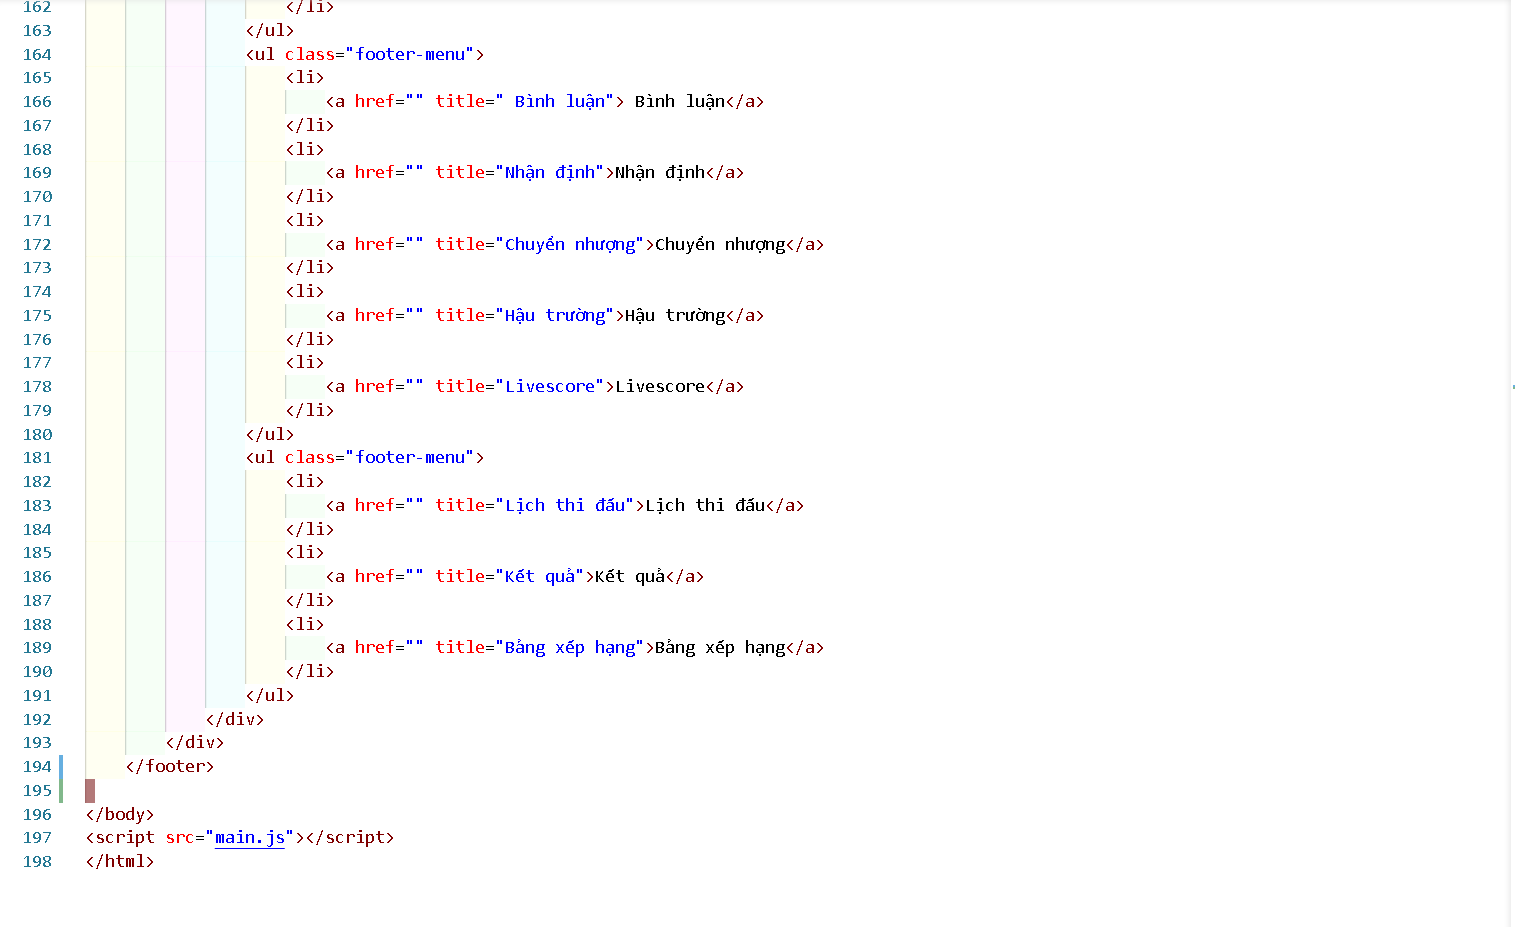 162 </li>
163 </ul>
164 <ul class="footer-menu">
165 <li>
166 <a href="" title=" Bình luận"> Bình luận</a>
167 </li>
168 <li>
169 <a href="" title="Nhận định">Nhận định</a>
170 </li>
171 <li>
172 <a href="" title="Chuyển nhượng">Chuyển nhượng</a>
173 </li>
174 <li>
175 <a href="" title="Hậu trường">Hậu trường</a>
176 </li>
177 <li>
178 <a href="" title="Livescore">Livescore</a>
179 </li>
180 </ul>
181 <ul class="footer-menu">
182 <li>
183 <a href="" title="Lịch thi đấu">Lịch thi đấu</a>
184 </li>
185 <li>
186 <a href="" title="Kết quả">Kết quả</a>
187 </li>
188 <li>
189 <a href="" title="Bảng xếp hạng">Bảng xếp hạng</a>
190 </li>
191 </ul>
192 </div>
193 </div>
194 </footer>
195
196 </body>
197 <script src="main.js"></script>
198 </html>